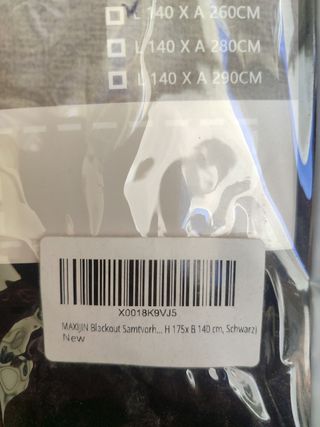 L 140 X A 260CM
L 140 X A 280CM
L 140 X A 290CM
X0018K9VJ5
MAXIJIN Blackout Samtvorh... H 175x B 140 cm, Schwarz)
New